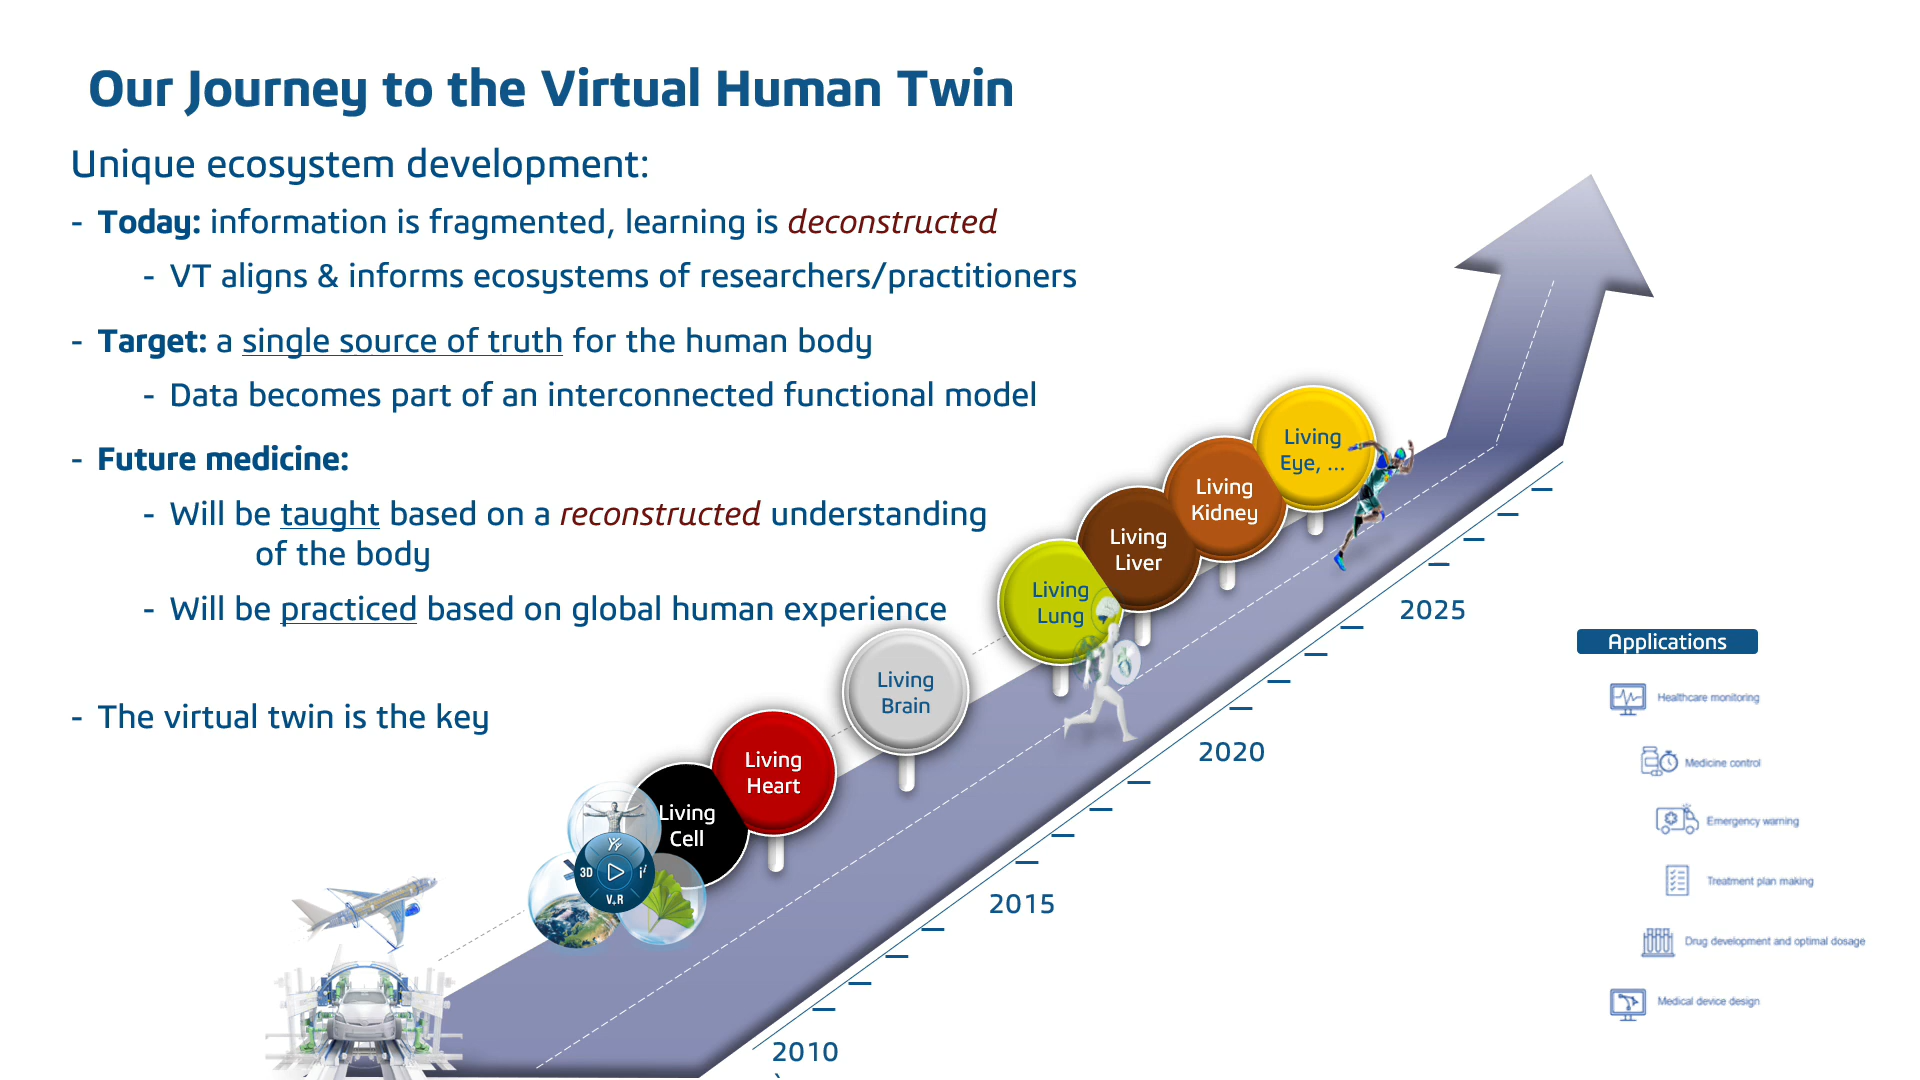 Our Journey to the Virtual Human Twin
Unique ecosystem development:
- Today: information is fragmented, learning is deconstructed
- VT aligns & informs ecosystems of researchers/practitioners
- Target: a single source of truth for the human body
- Data becomes part of an interconnected functional model
- Future medicine:
- Will be taught based on a reconstructed understanding
of the body
- Will be practiced based on global human experience
- The virtual twin is the key
Living
Cell
Living
Heart
Living
Brain
Living
Lung
Living
Liver
Living
Kidney
Living
Eye, ...
3D
V+R
2010
2015
2020
2025
Applications
Healthcare monitoring
Medicine control
Emergency warning
Treatment plan making
Drug development and optimal dosage
Medical device design